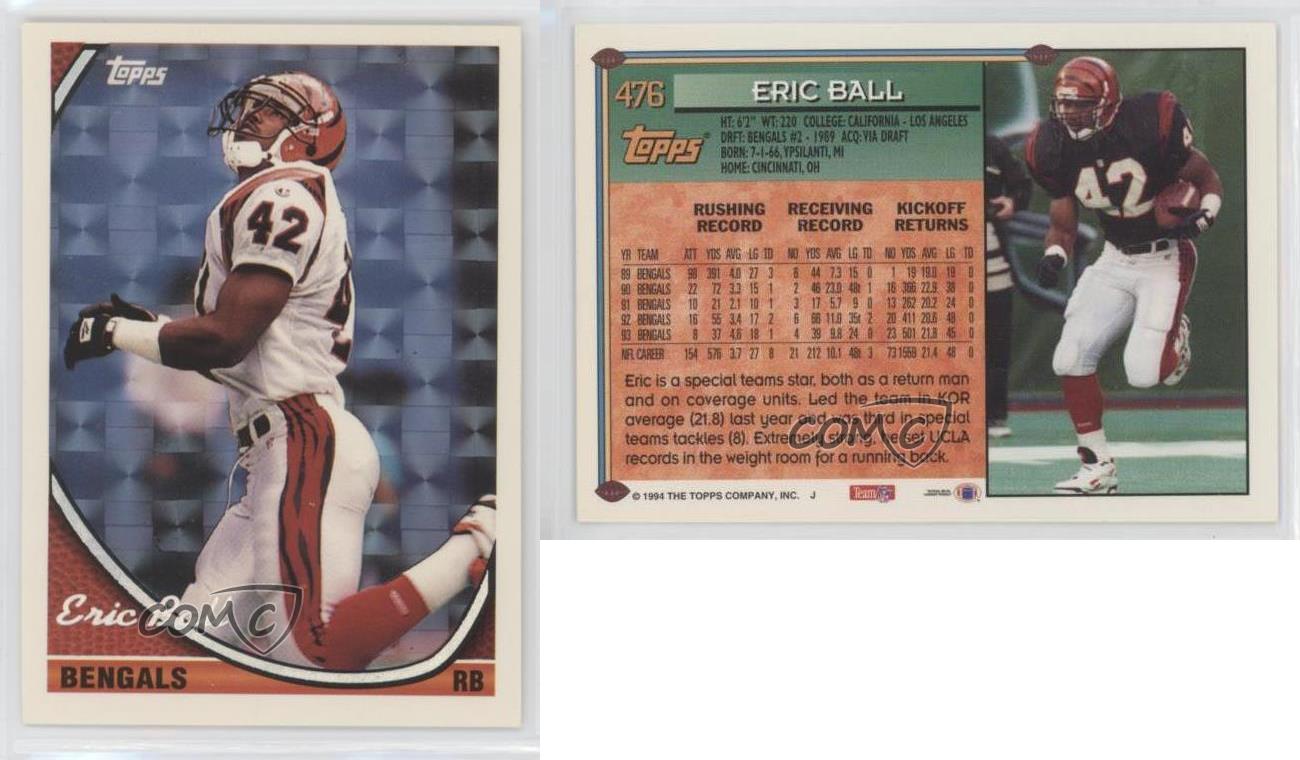 Topps
42
Eric Ba
COMC
BENGALS
RB
476
ERIC BALL
Topps
HT: 6'2" WT: 220 COLLEGE: CALIFORNIA - LOS ANGELES
DRFT: BENGALS #2 - 1989 ACQ: VIA DRAFT
BORN: 7-1-66, YPSILANTI, MI
HOME: CINCINNATI, OH
RUSHING RECORD RECEIVING RECORD KICKOFF RETURNS
YR TEAM ATT YDS AVG LG TD NO YDS AVG LG TD NO YDS AVG LG TD
89 BENGALS 98 391 4.0 27 3 6 44 7.3 15 0 1 19 19.0 19 0
90 BENGALS 22 72 3.3 15 1 2 46 23.0 48t 1 16 366 22.9 38 0
91 BENGALS 10 21 2.1 10 1 3 17 5.7 9 0 13 262 20.2 24 0
92 BENGALS 16 55 3.4 17 2 6 66 11.0 35t 2 20 411 20.6 48 0
93 BENGALS 8 37 4.6 18 1 4 39 9.8 24 0 23 501 21.8 45 0
NFL CAREER 154 576 3.7 27 8 21 212 10.1 48t 3 73 1559 21.4 48 0
Eric is a special teams star, both as a return man
and on coverage units. Led the team in KOR
average (21.8) last year and was third in special
teams tackles (8). Extremely strong, he set UCLA
records in the weight room for a running back.
COMC
© 1994 THE TOPPS COMPANY, INC. J
Team NFL
42
42